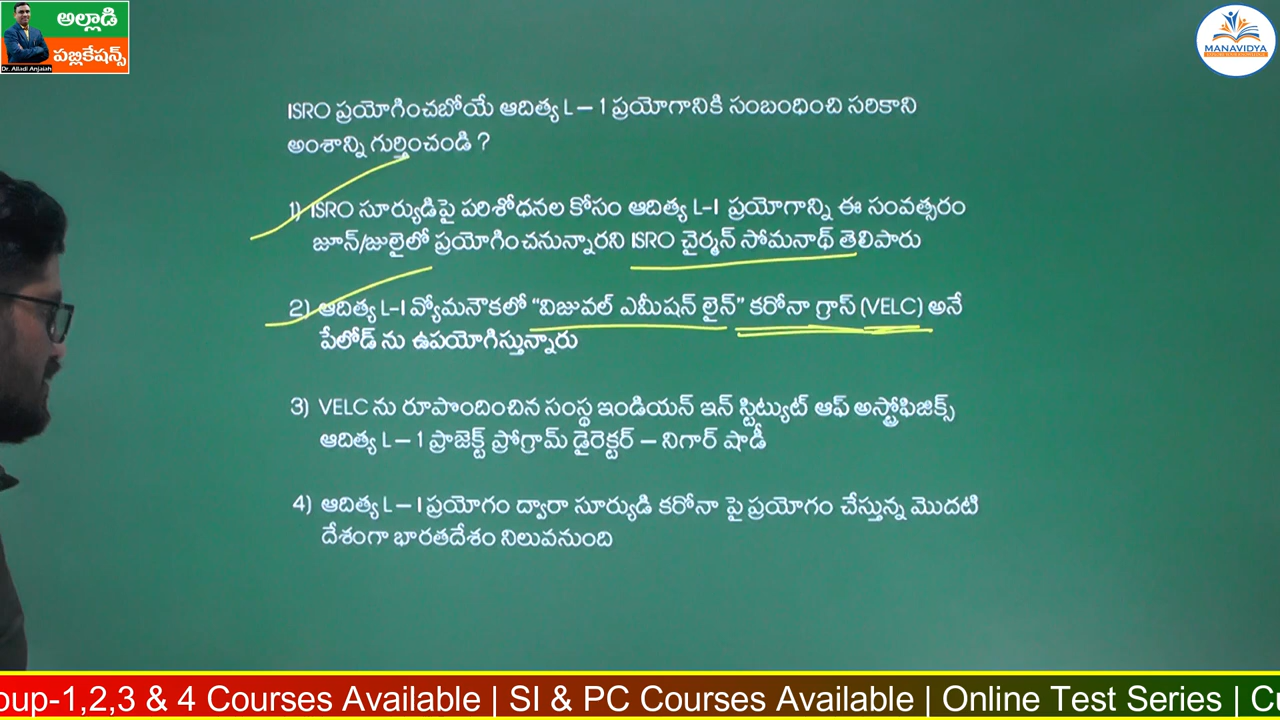 అల్లాడి
పబ్లికేషన్స్
Dr. Alladi Anjaiah
MANAVIDYA
ISRO ప్రయోగించబోయే ఆదిత్య L – 1 ప్రయోగానికి సంబంధించి సరికాని
అంశాన్ని గుర్తించండి ?
1) ISRO సూర్యుడిపై పరిశోధనల కోసం ఆదిత్య L-I ప్రయోగాన్ని ఈ సంవత్సరం
జూన్/జులైలో ప్రయోగించనున్నారని ISRO చైర్మన్ సోమనాథ్ తెలిపారు
2) ఆదిత్య L-I వ్యోమనౌకలో “విజువల్ ఎమీషన్ లైన్” కరోనా గ్రాస్ (VELC) అనే
పేలోడ్ ను ఉపయోగిస్తున్నారు
3) VELC ను రూపొందించిన సంస్థ ఇండియన్ ఇన్ స్టిట్యుట్ ఆఫ్ అస్ట్రోఫిజిక్స్
ఆదిత్య L – 1 ప్రాజెక్ట్ ప్రోగ్రామ్ డైరెక్టర్ – నిగార్ షాడీ
4) ఆదిత్య L – I ప్రయోగం ద్వారా సూర్యుడి కరోనా పై ప్రయోగం చేస్తున్న మొదటి
దేశంగా భారతదేశం నిలువనుంది
oup-1,2,3 & 4 Courses Available | SI & PC Courses Available | Online Test Series | Cu